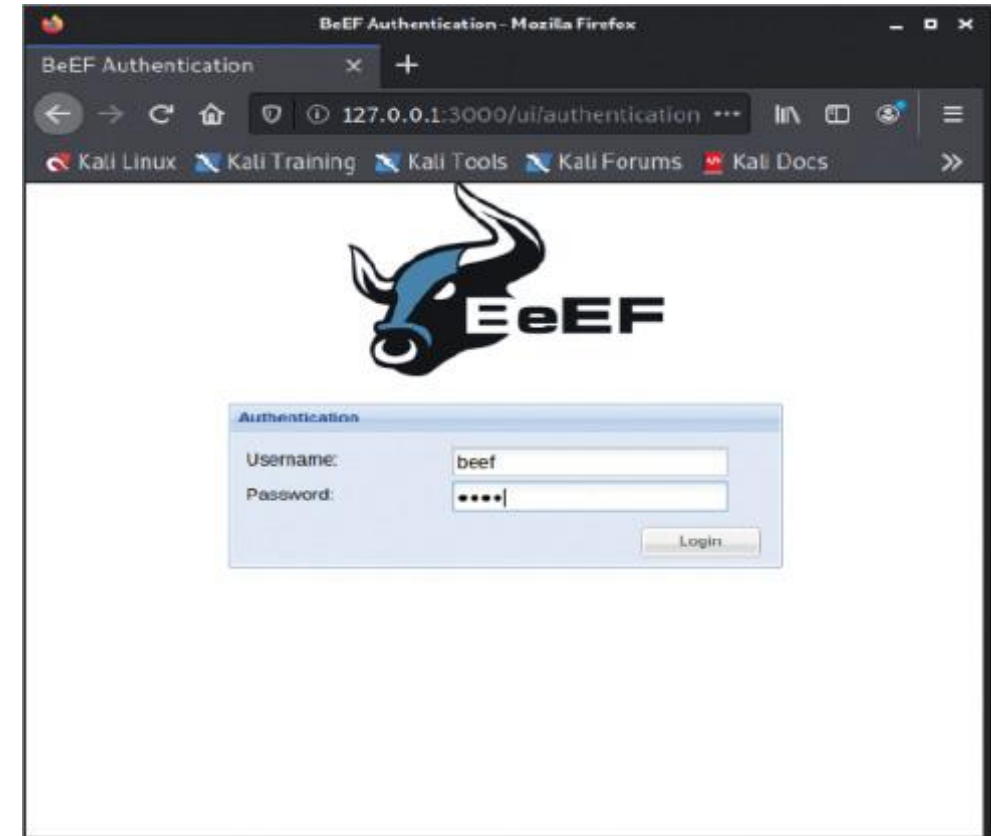 BeEF Authentication - Mozilla Firefox
BeEF Authentication
127.0.0.1:3000/ui/authentication
Kali Linux Kali Training Kali Tools Kali Forums Kali Docs
BeEF
Authentication
Username: beef
Password: ••••
Login